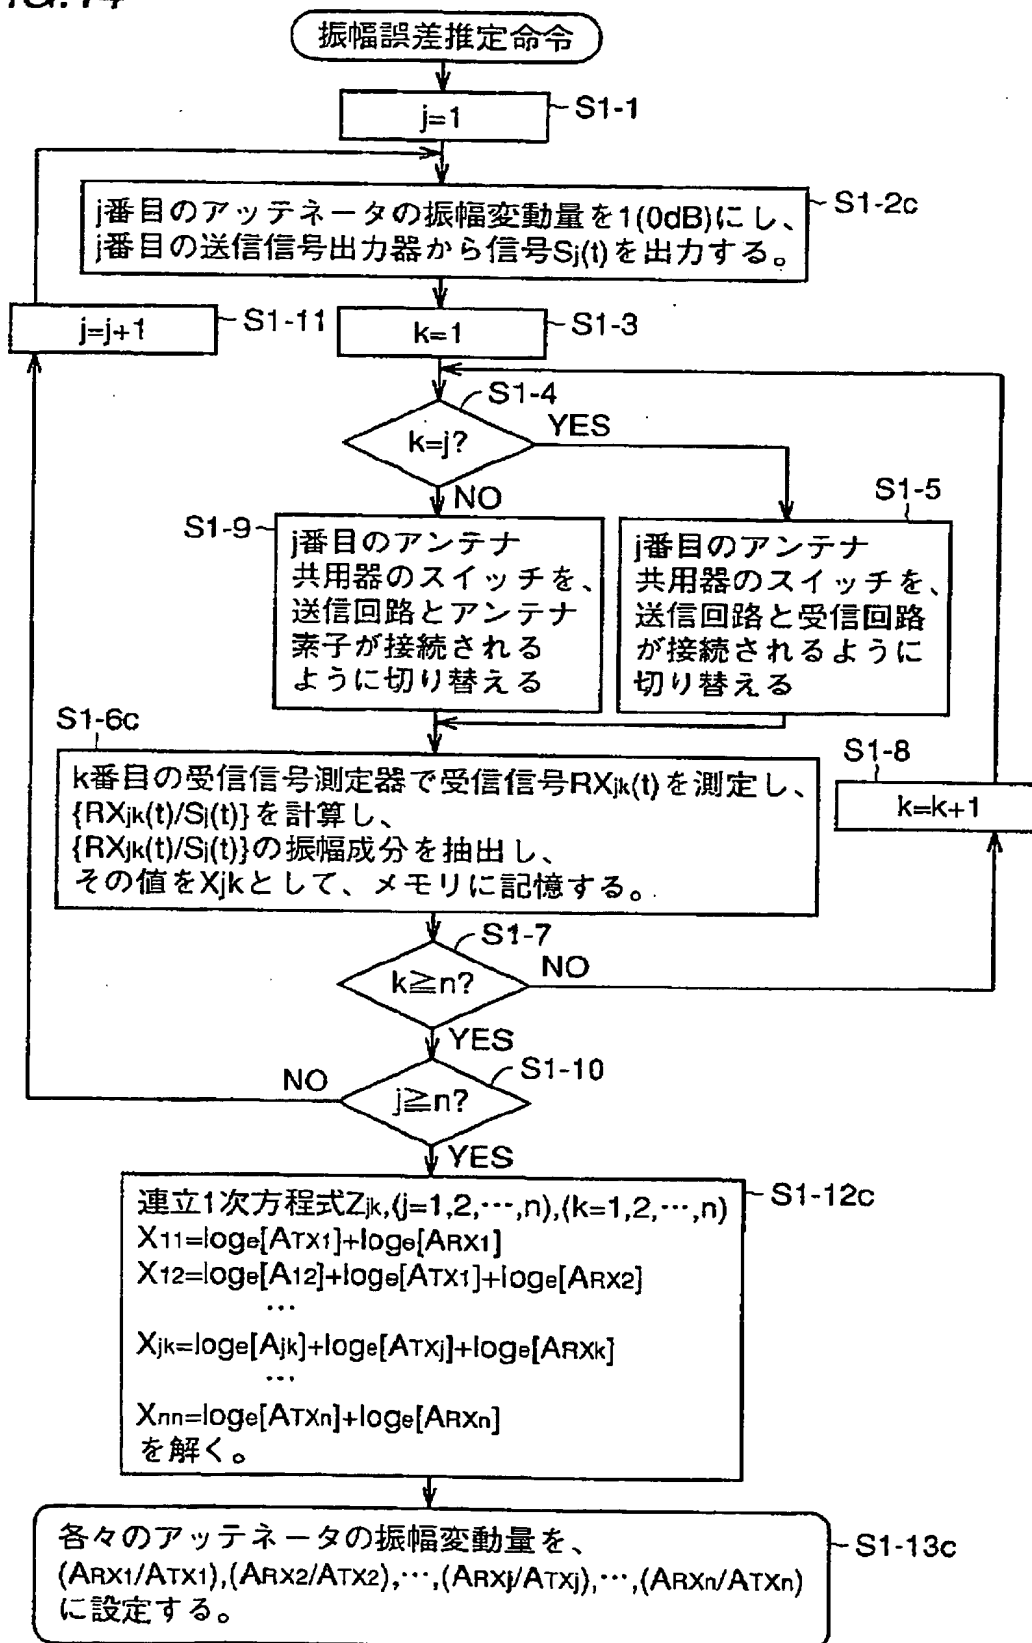 FIG.14
振幅誤差推定命令
j=1
S1-1
j番目のアッテネータの振幅変動量を1(0dB)にし、
j番目の送信信号出力器から信号Sj(t)を出力する。
S1-2c
j=j+1
S1-11
k=1
S1-3
S1-4
k=j?
YES
NO
S1-5
S1-9
j番目のアンテナ
共用器のスイッチを、
送信回路とアンテナ
素子が接続される
ように切り替える
j番目のアンテナ
共用器のスイッチを、
送信回路と受信回路
が接続されるように
切り替える
S1-6c
k番目の受信信号測定器で受信信号RXjk(t)を測定し、
{RXjk(t)/Sj(t)}を計算し、
{RXjk(t)/Sj(t)}の振幅成分を抽出し、
その値をXjkとして、メモリに記憶する。
S1-8
k=k+1
S1-7
k≧n?
NO
YES
S1-10
NO
j≧n?
YES
連立1次方程式Zjk,(j=1,2,…,n),(k=1,2,…,n)
X11=loge[ATX1]+loge[ARX1]
X12=loge[A12]+loge[ATX1]+loge[ARX2]
…
Xjk=loge[Ajk]+loge[ATXj]+loge[ARXk]
…
Xnn=loge[ATXn]+loge[ARXn]
を解く。
S1-12c
各々のアッテネータの振幅変動量を、
(ARX1/ATX1),(ARX2/ATX2),…,(ARXj/ATXj),…,(ARXn/ATXn)
に設定する。
S1-13c